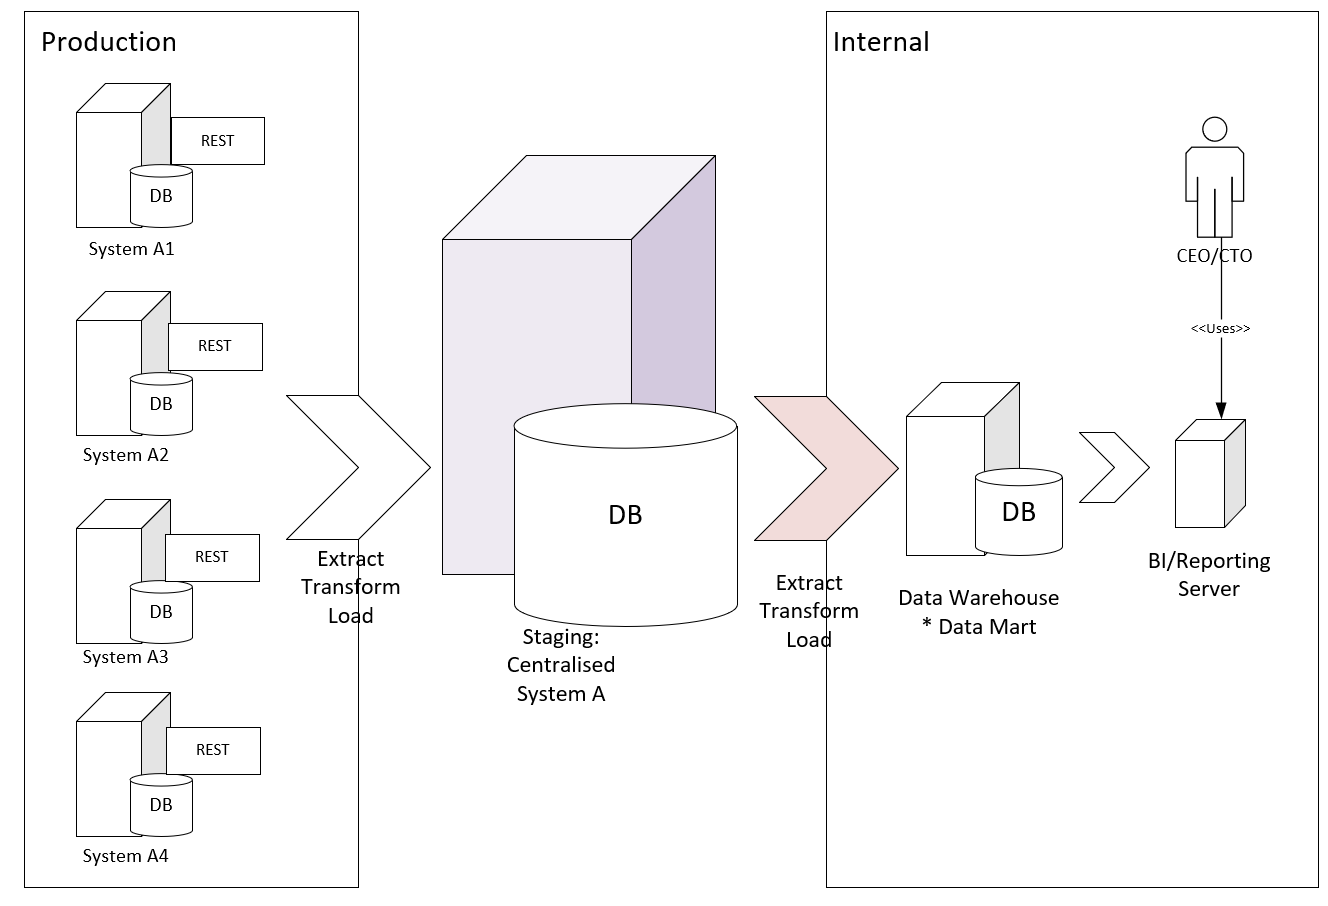 Production
REST
DB
System A1
REST
DB
System A2
REST
DB
System A3
REST
DB
System A4
Extract
Transform
Load
DB
Staging:
Centralised
System A
Extract
Transform
Load
Internal
DB
Data Warehouse
* Data Mart
CEO/CTO
<<Uses>>
BI/Reporting
Server